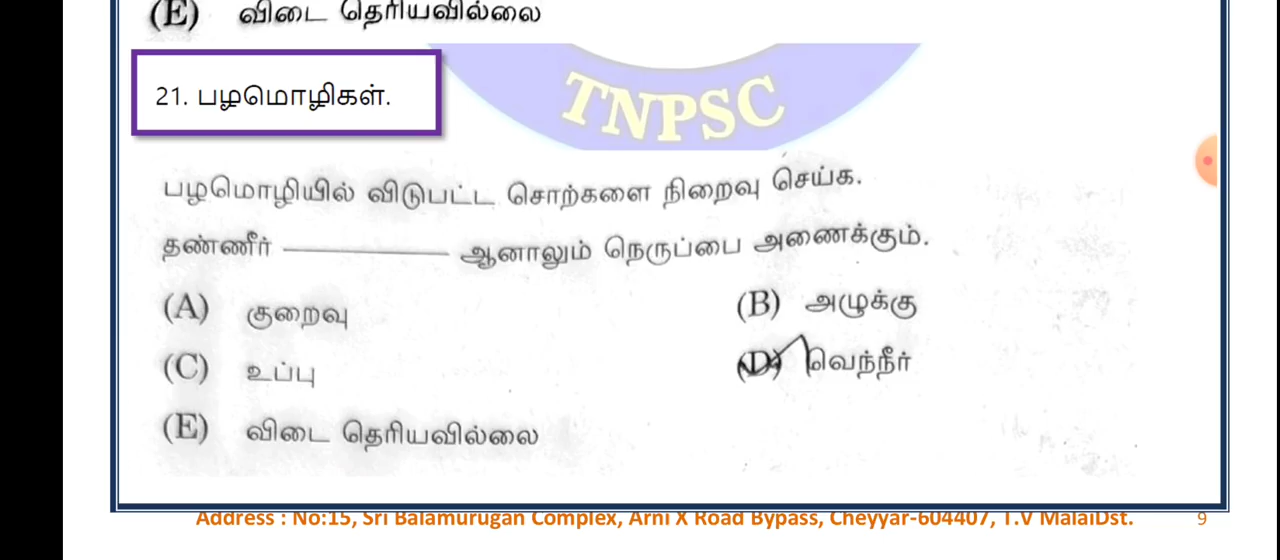 (E) விடை தெரியவில்லை
21. பழமொழிகள்.
TNPSC
பழமொழியில் விடுபட்ட சொற்களை நிறைவு செய்க.
தண்ணீர் ———— ஆனாலும் நெருப்பை அணைக்கும்.
(A) குறைவு (B) அழுக்கு
(C) உப்பு (D) வெந்நீர்
(E) விடை தெரியவில்லை
Address : No:15, Sri Balamurugan Complex, Arni X Road Bypass, Cheyyar-604407, T.V MalaiDst. 9